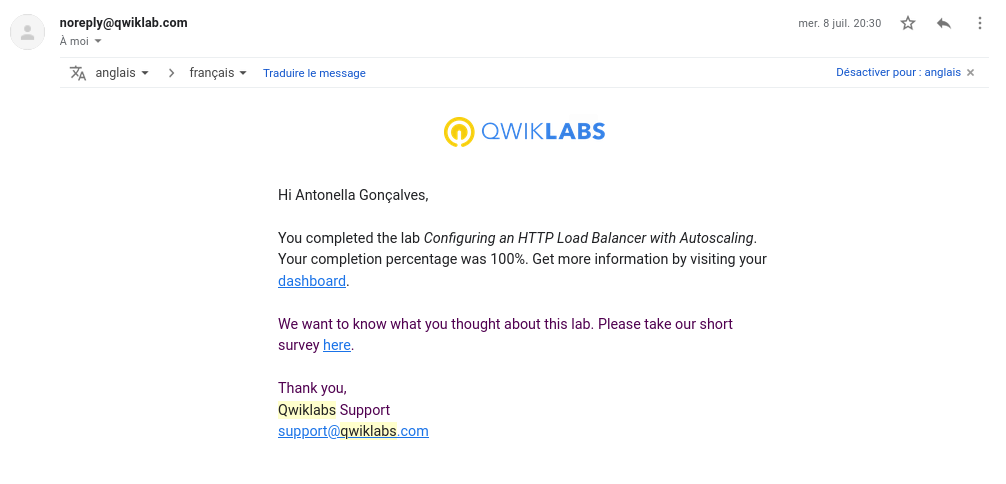 noreply@qwiklab.com
mer. 8 juil. 20:30
À moi
anglais > français Traduire le message Désactiver pour : anglais ×
QWIKLABS
Hi Antonella Gonçalves,
You completed the lab Configuring an HTTP Load Balancer with Autoscaling.
Your completion percentage was 100%. Get more information by visiting your
dashboard.
We want to know what you thought about this lab. Please take our short
survey here.
Thank you,
Qwiklabs Support
support@qwiklabs.com